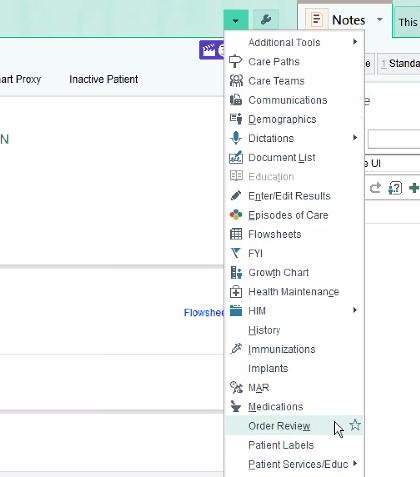 Notes
This
art Proxy
Inactive Patient
N
Additional Tools
Care Paths
Care Teams
Communications
Demographics
Dictations
Document List
Education
Enter/Edit Results
Episodes of Care
Flowsheets
FYI
Growth Chart
Health Maintenance
HIM
History
Immunizations
Implants
MAR
Medications
Order Review
Patient Labels
Patient Services/Educ
Flowshee
e
1 Standa
e
e UI